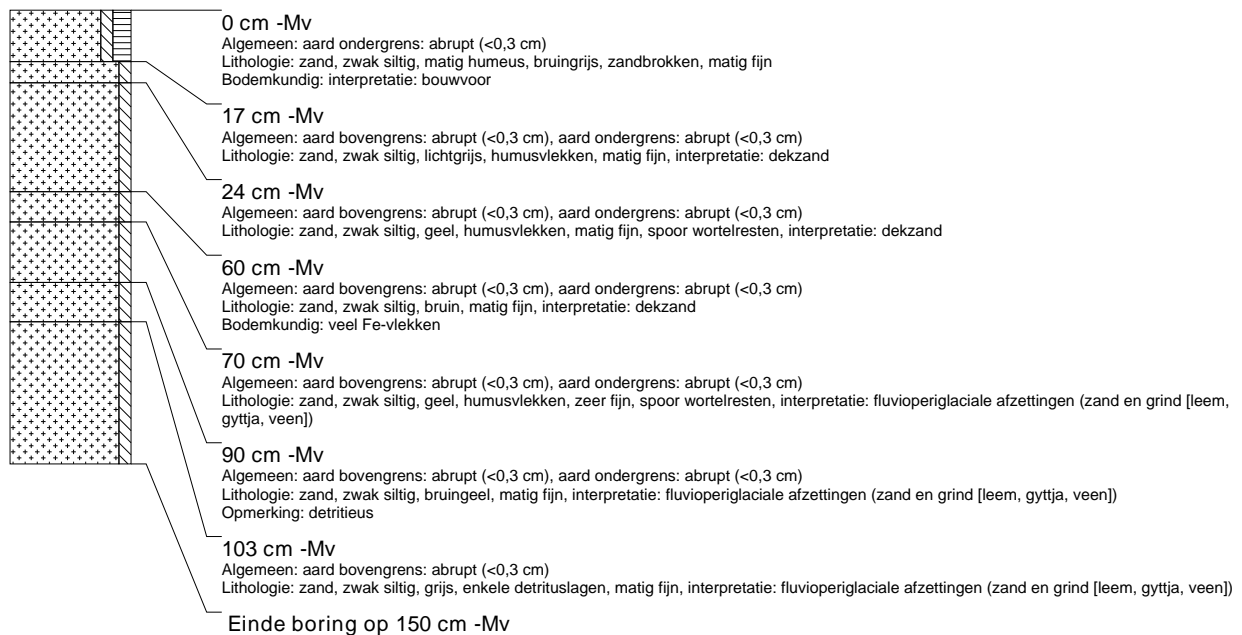 0 cm -Mv
Algemeen: aard ondergrens: abrupt (<0,3 cm)
Lithologie: zand, zwak siltig, matig humeus, bruingrijs, zandbrokken, matig fijn
Bodemkundig: interpretatie: bouwvoor
17 cm -Mv
Algemeen: aard bovengrens: abrupt (<0,3 cm), aard ondergrens: abrupt (<0,3 cm)
Lithologie: zand, zwak siltig, lichtgrijs, humusvlekken, matig fijn, interpretatie: dekzand
24 cm -Mv
Algemeen: aard bovengrens: abrupt (<0,3 cm), aard ondergrens: abrupt (<0,3 cm)
Lithologie: zand, zwak siltig, geel, humusvlekken, matig fijn, spoor wortelresten, interpretatie: dekzand
60 cm -Mv
Algemeen: aard bovengrens: abrupt (<0,3 cm), aard ondergrens: abrupt (<0,3 cm)
Lithologie: zand, zwak siltig, bruin, matig fijn, interpretatie: dekzand
Bodemkundig: veel Fe-vlekken
70 cm -Mv
Algemeen: aard bovengrens: abrupt (<0,3 cm), aard ondergrens: abrupt (<0,3 cm)
Lithologie: zand, zwak siltig, geel, humusvlekken, zeer fijn, spoor wortelresten, interpretatie: fluvioperiglaciale afzettingen (zand en grind [leem,
gyttja, veen])
90 cm -Mv
Algemeen: aard bovengrens: abrupt (<0,3 cm), aard ondergrens: abrupt (<0,3 cm)
Lithologie: zand, zwak siltig, bruingeel, matig fijn, interpretatie: fluvioperiglaciale afzettingen (zand en grind [leem, gyttja, veen])
Opmerking: detritieus
103 cm -Mv
Algemeen: aard bovengrens: abrupt (<0,3 cm)
Lithologie: zand, zwak siltig, grijs, enkele detrituslagen, matig fijn, interpretatie: fluvioperiglaciale afzettingen (zand en grind [leem, gyttja, veen])
Einde boring op 150 cm -Mv